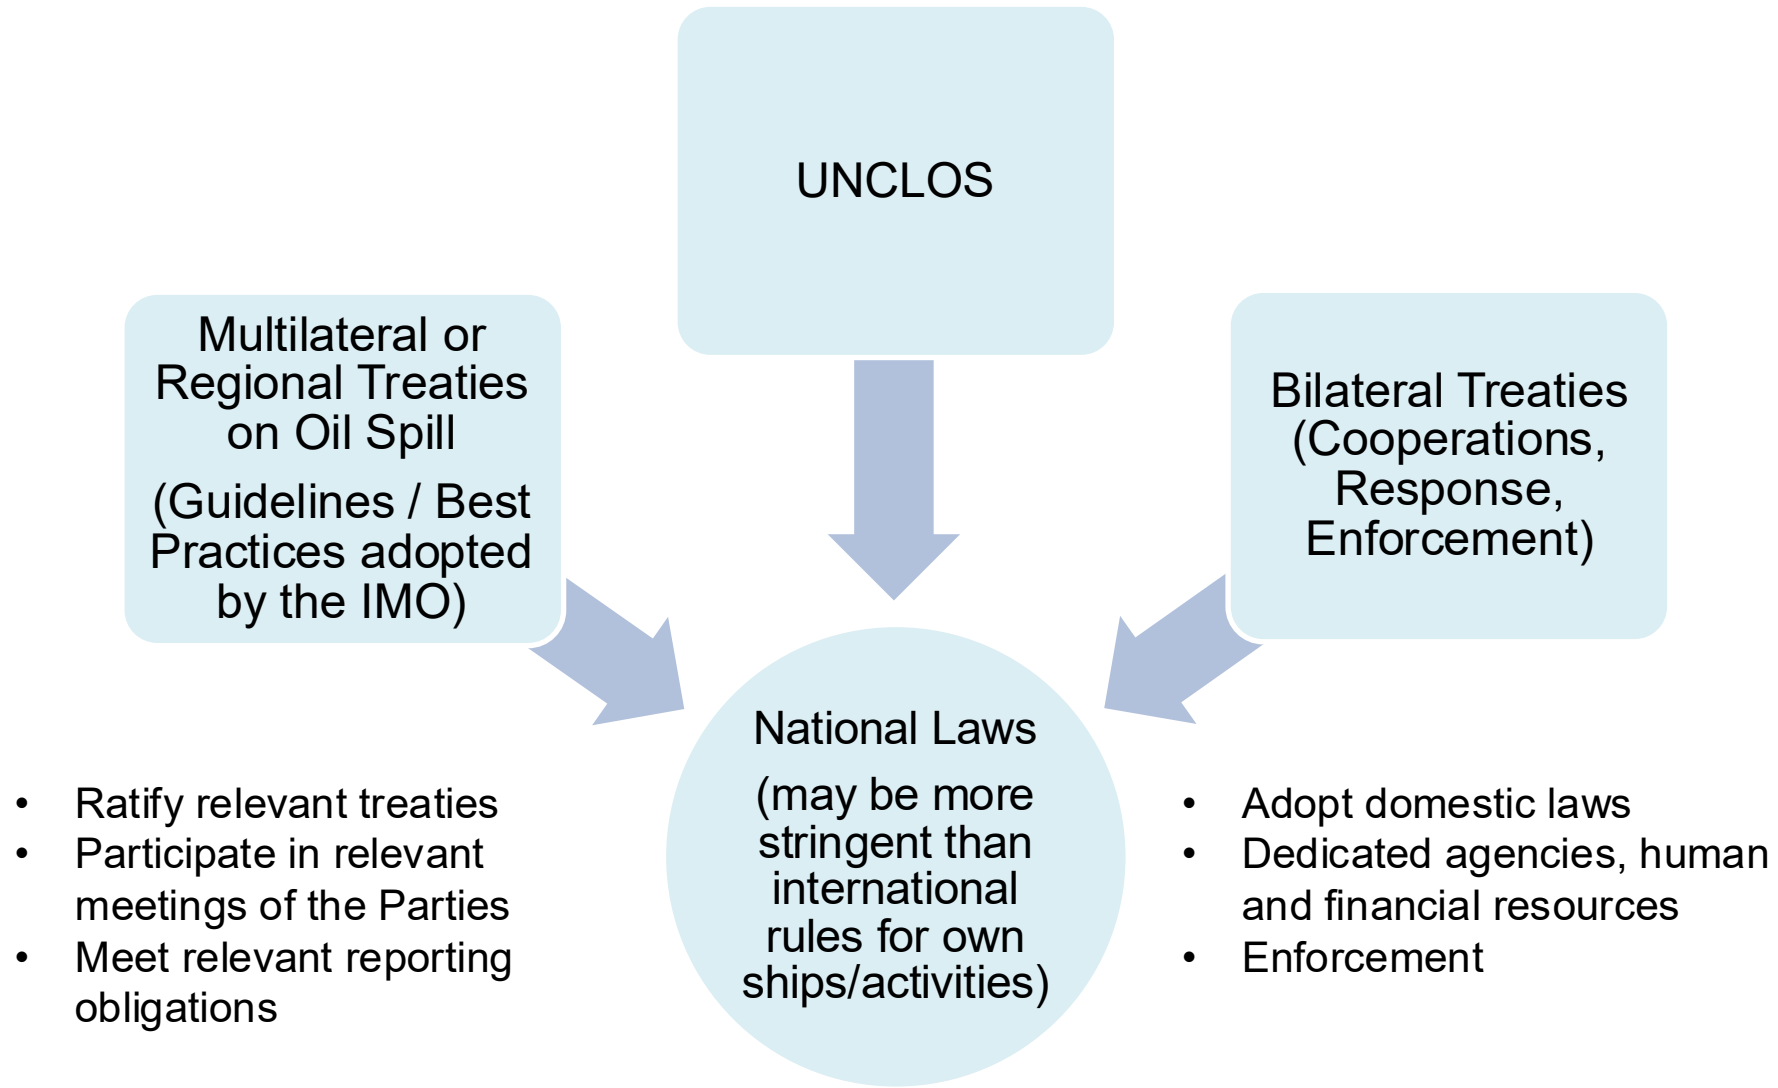 UNCLOS
Multilateral or
Regional Treaties
on Oil Spill
(Guidelines / Best
Practices adopted
by the IMO)
Bilateral Treaties
(Cooperations,
Response,
Enforcement)
National Laws
(may be more
stringent than
international
rules for own
ships/activities)
• Ratify relevant treaties
• Participate in relevant
meetings of the Parties
• Meet relevant reporting
obligations
• Adopt domestic laws
• Dedicated agencies, human
and financial resources
• Enforcement